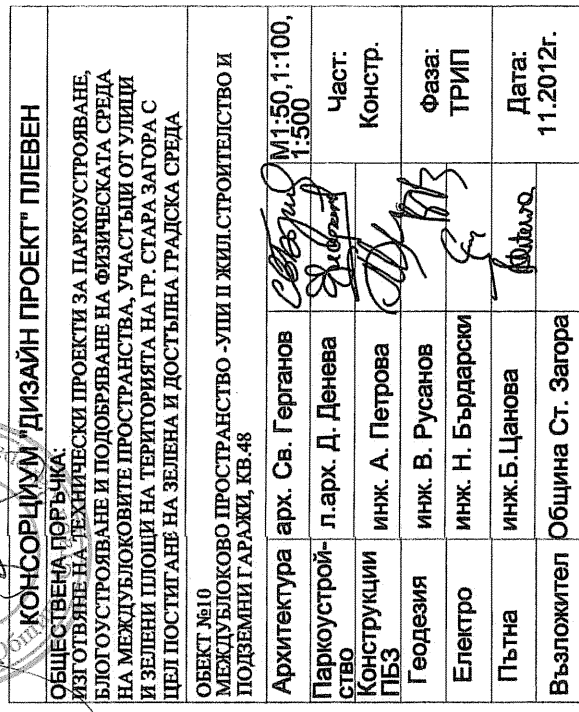 КОНСОРЦИУМ "ДИЗАЙН ПРОЕКТ" ПЛЕВЕН
ОБЩЕСТВЕНА ПОРЪЧКА:
ИЗГОТВЯНЕ НА ТЕХНИЧЕСКИ ПРОЕКТИ ЗА ПАРКОУСТРОЯВАНЕ,
БЛОГОУСТРОЯВАНЕ И ПОДОБРЯВАНЕ НА ФИЗИЧЕСКАТА СРЕДА
НА МЕЖДУБЛОКОВИТЕ ПРОСТРАНСТВА, УЧАСТЪЦИ ОТ УЛИЦИ
И ЗЕЛЕНИ ПЛОЩИ НА ТЕРИТОРИЯТА НА ГР. СТАРА ЗАГОРА С
ЦЕЛ ПОСТИГАНЕ НА ЗЕЛЕНА И ДОСТЪПНА ГРАДСКА СРЕДА
ОБЕКТ №10
МЕЖДУБЛОКОВО ПРОСТРАНСТВО -УПИ II ЖИЛ.СТРОИТЕЛСТВО И
ПОДЗЕМНИ ГАРАЖИ, КВ.48
Архитектура арх. Св. Герганов М1:50,1:100,
1:500
Паркоустрой-
ство л.арх. Д. Денева Част:
Конструкции
ПБЗ инж. А. Петрова Констр.
Геодезия инж. В. Русанов Фаза:
Електро инж. Н. Бърдарски ТРИП
Пътна инж.Б.Цанова Дата:
Възложител Община Ст. Загора 11.2012г.